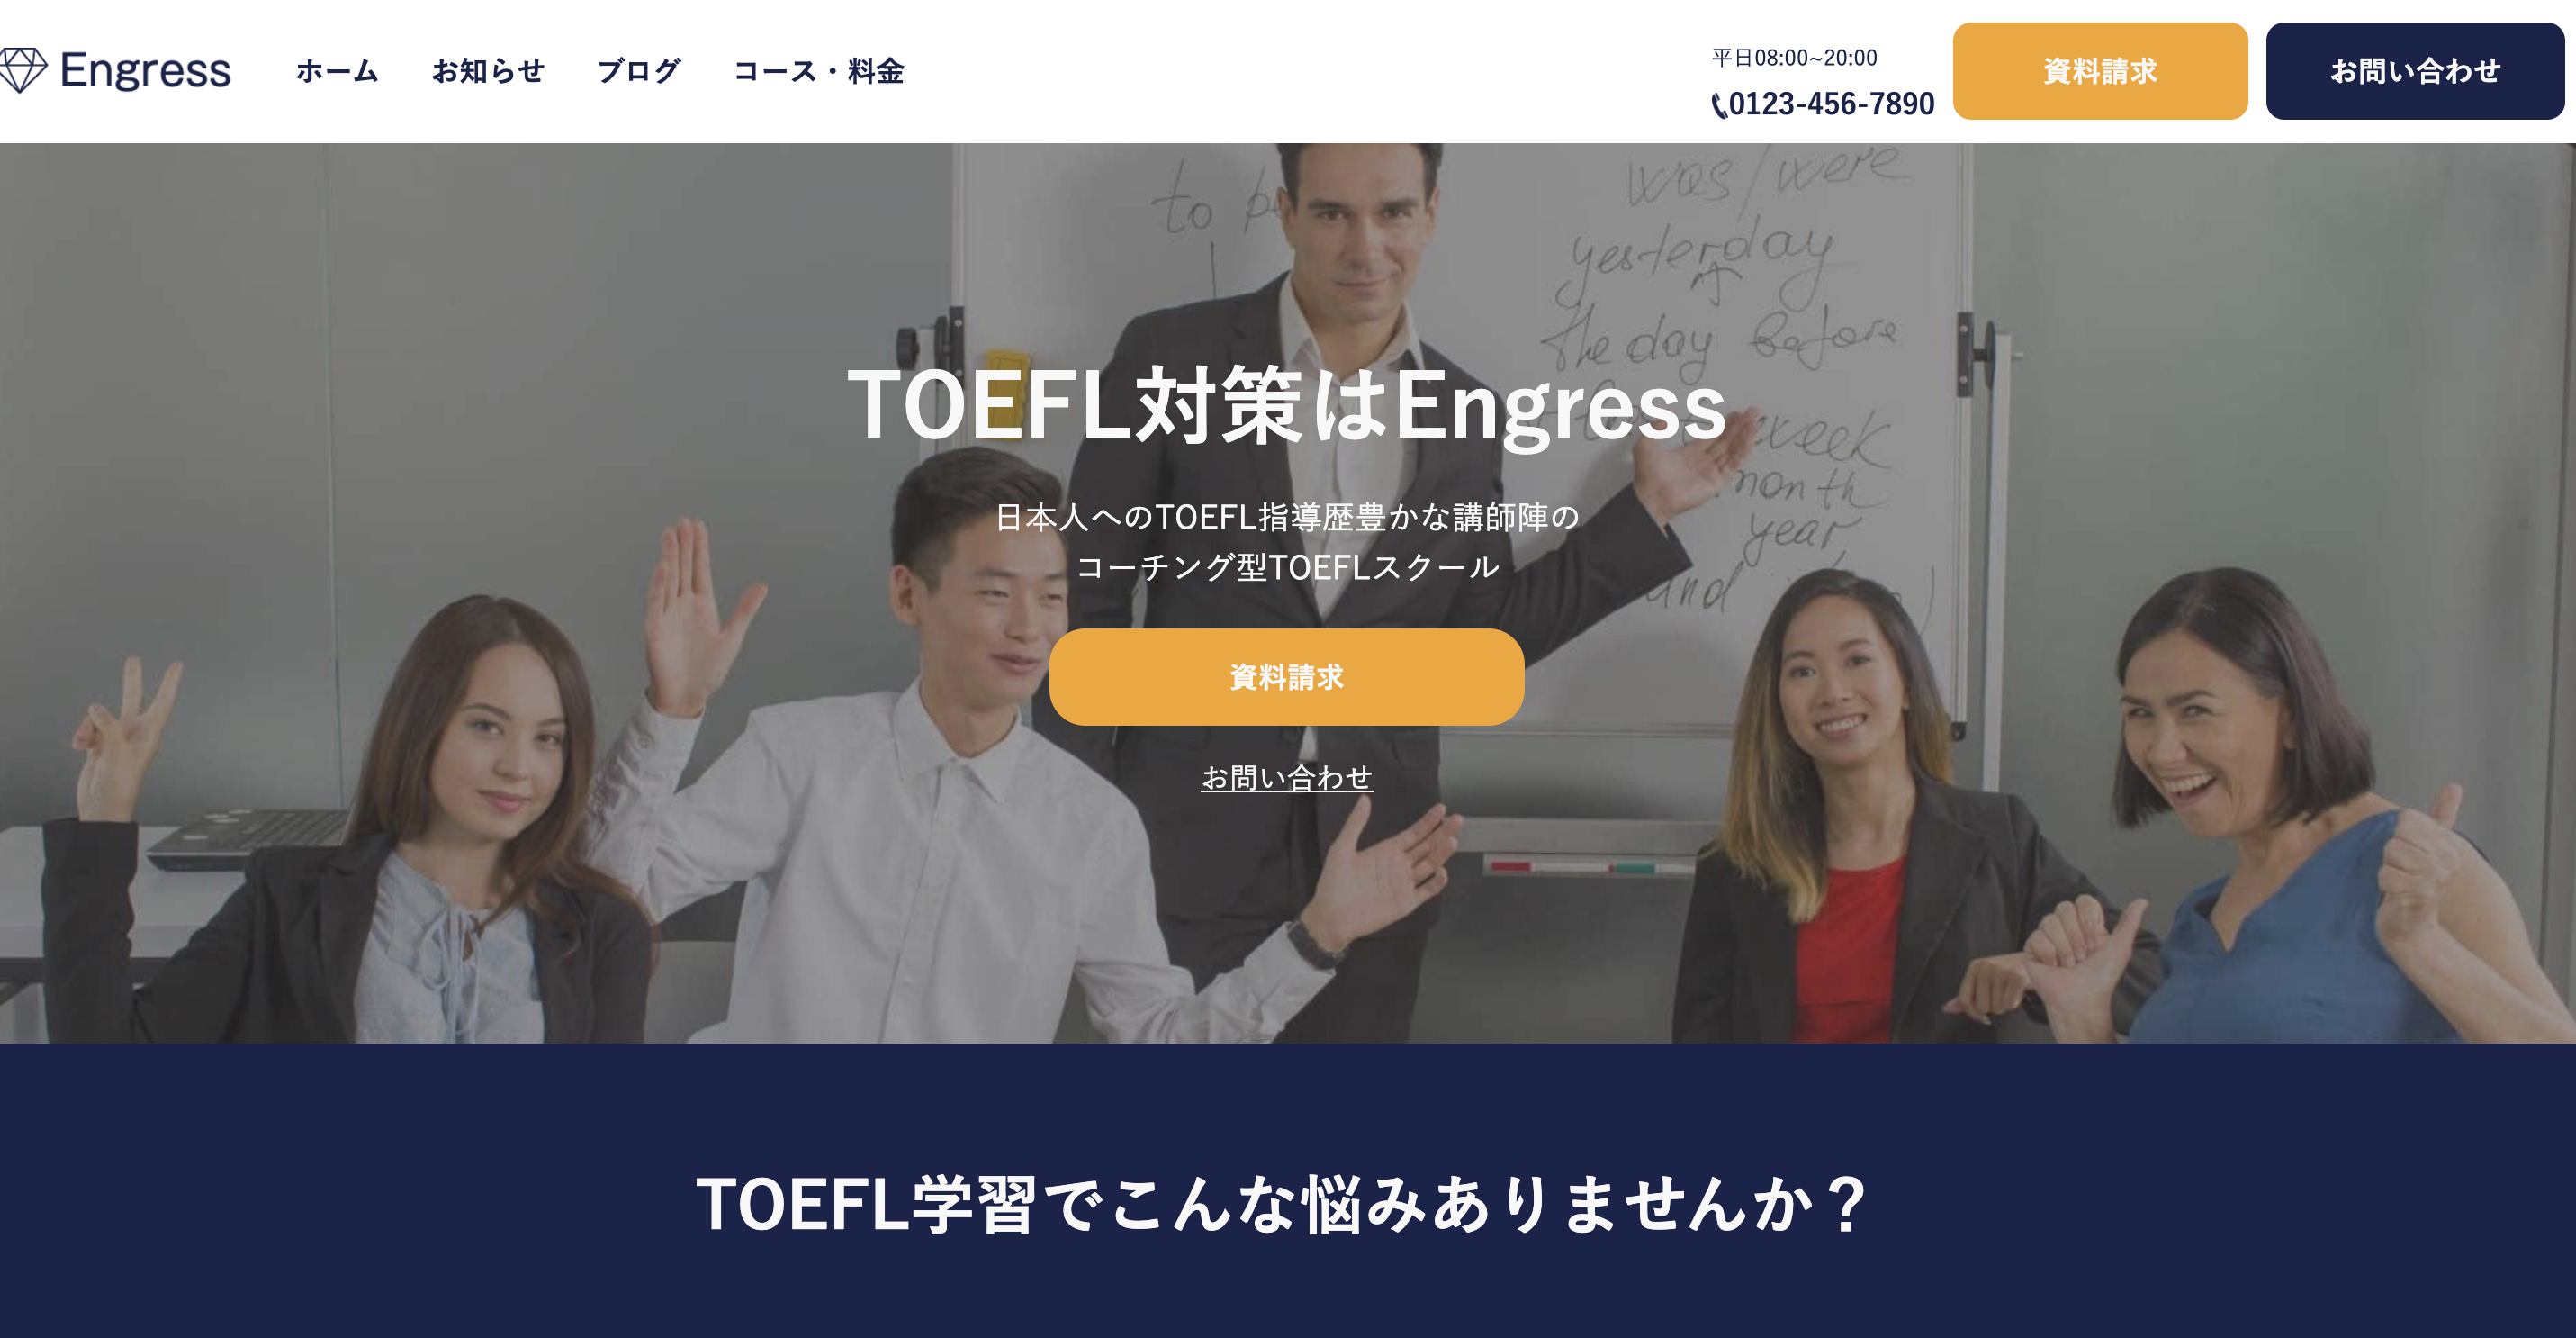 Engress
ホーム
お知らせ
ブログ
コース・料金
平日08:00~20:00
0123-456-7890
資料請求
お問い合わせ
to
was/were
yesterday
the day before
TOEFL対策はEngress
week
month
year
日本人へのTOEFL指導歴豊かな講師陣の
コーチング型TOEFLスクール
資料請求
お問い合わせ
TOEFL学習でこんな悩みありませんか？